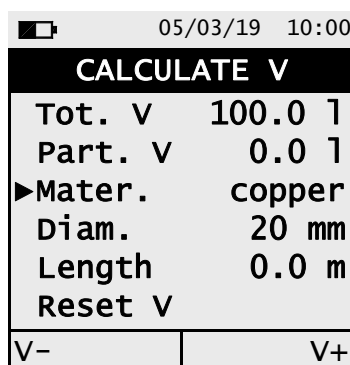 05/03/19 10:00
CALCULATE V
Tot. V 100.0 l
Part. V 0.0 l
▶Mater. copper
Diam. 20 mm
Length 0.0 m
Reset V
V- V+